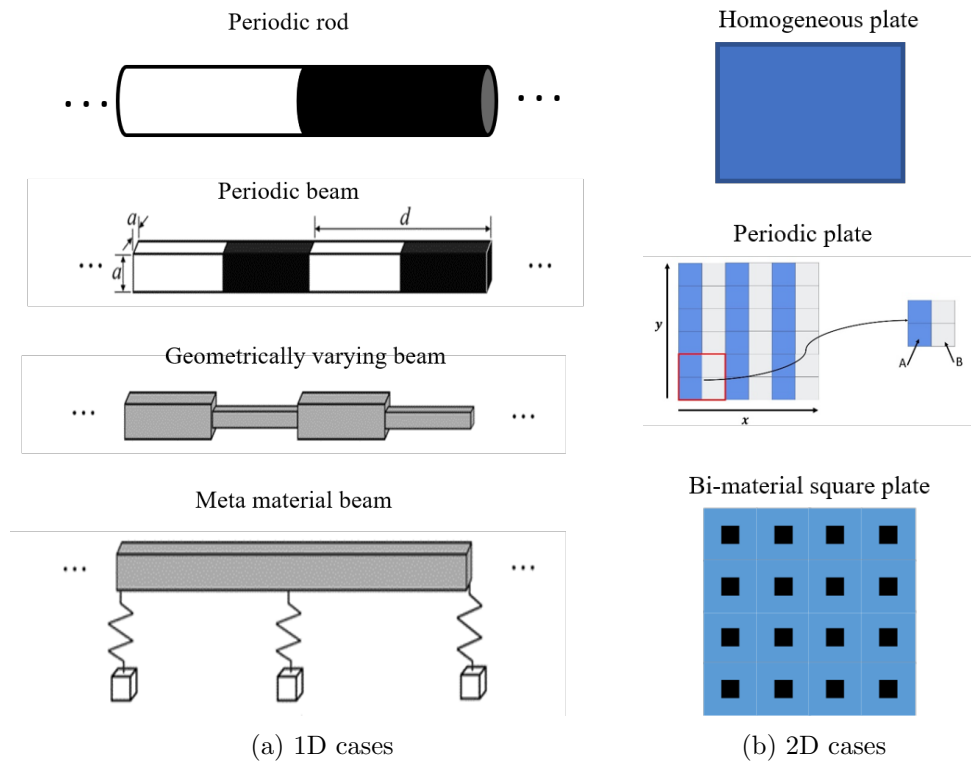 Periodic rod
...
...
Periodic beam
a
d
a
...
...
Geometrically varying beam
...
...
Meta material beam
...
...
(a) 1D cases
Homogeneous plate
Periodic plate
y
A
B
x
Bi-material square plate
(b) 2D cases